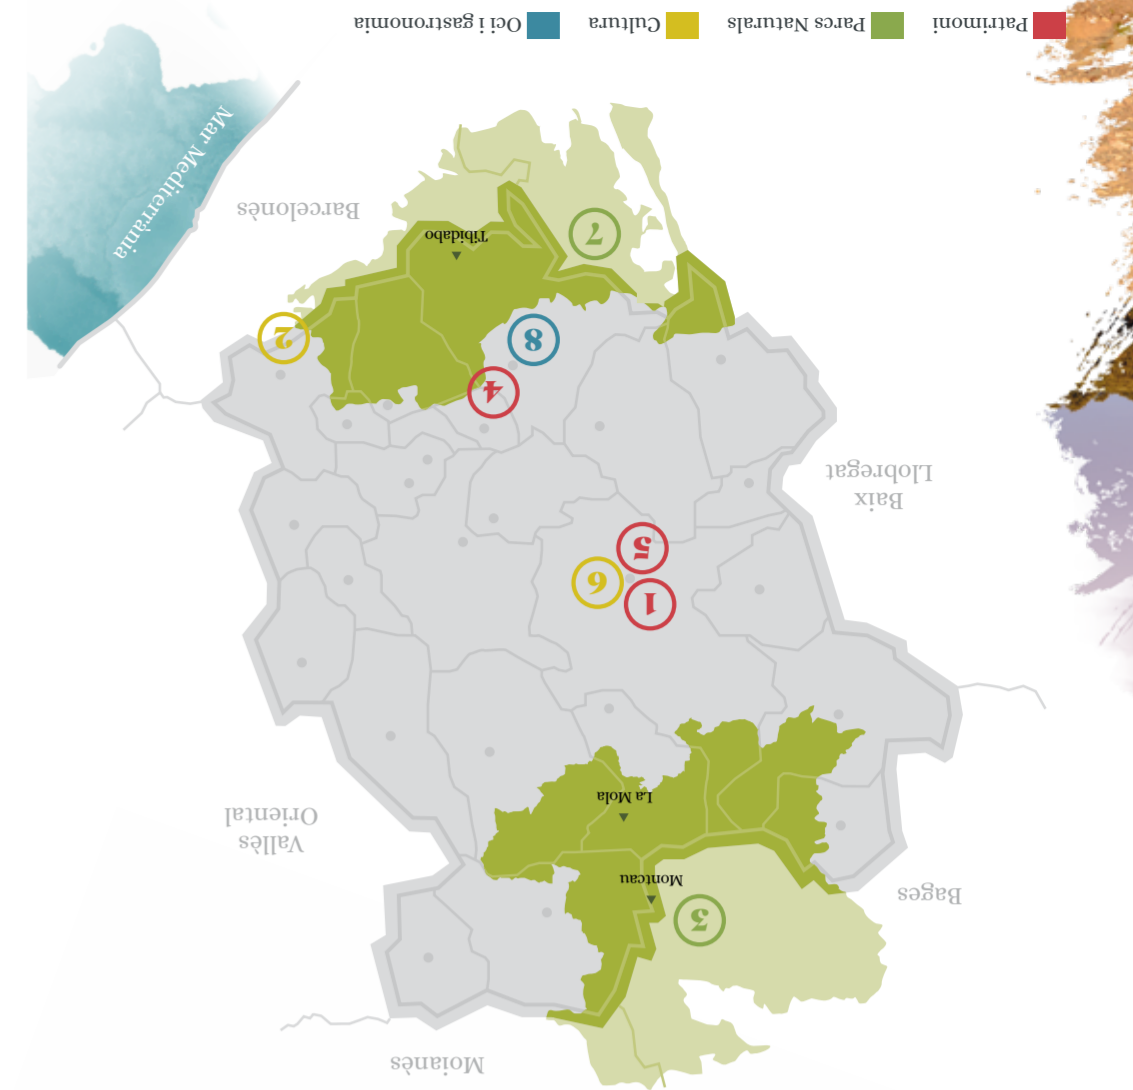 Moianès
3
Bages
Montcau
Vallès
Oriental
La Mola
1
6
5
Baix
Llobregat
4
8
2
7
Tibidabo
Barcelonès
Mar Mediterrània
Patrimoni
Parcs Naturals
Cultura
Oci i gastronomia